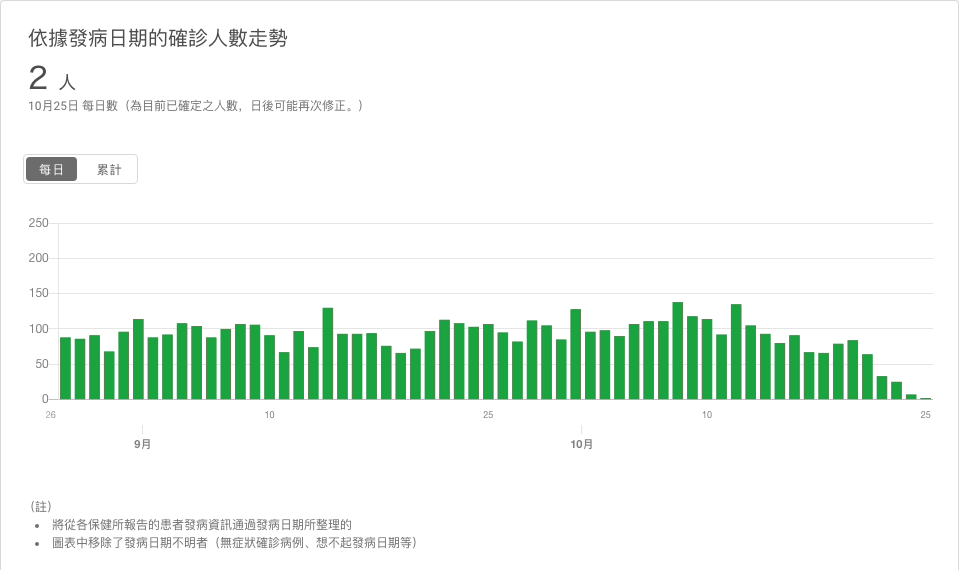 依據發病日期的確診人數走勢
2 人
10月25日 每日數（為目前已確定之人數，日後可能再次修正。）
每日 累計
250
200
150
100
50
0
26 10 25 10 25
9月 10月
（註）
• 將從各保健所報告的患者發病資訊通過發病日期所整理的
• 圖表中移除了發病日期不明者（無症狀確診病例、想不起發病日期等）